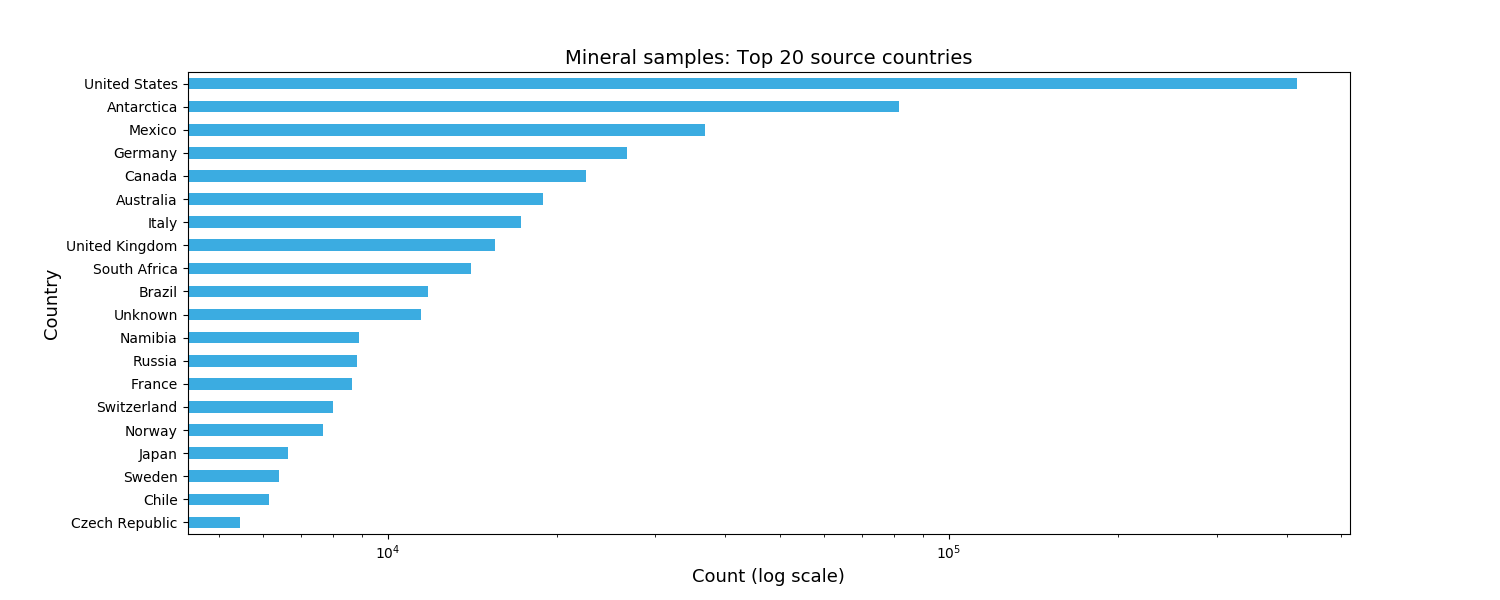 Mineral samples: Top 20 source countries
United States
Antarctica
Mexico
Germany
Canada
Australia
Italy
United Kingdom
South Africa
Brazil
Unknown
Namibia
Russia
France
Switzerland
Norway
Japan
Sweden
Chile
Czech Republic
Country
10⁴ 10⁵
Count (log scale)